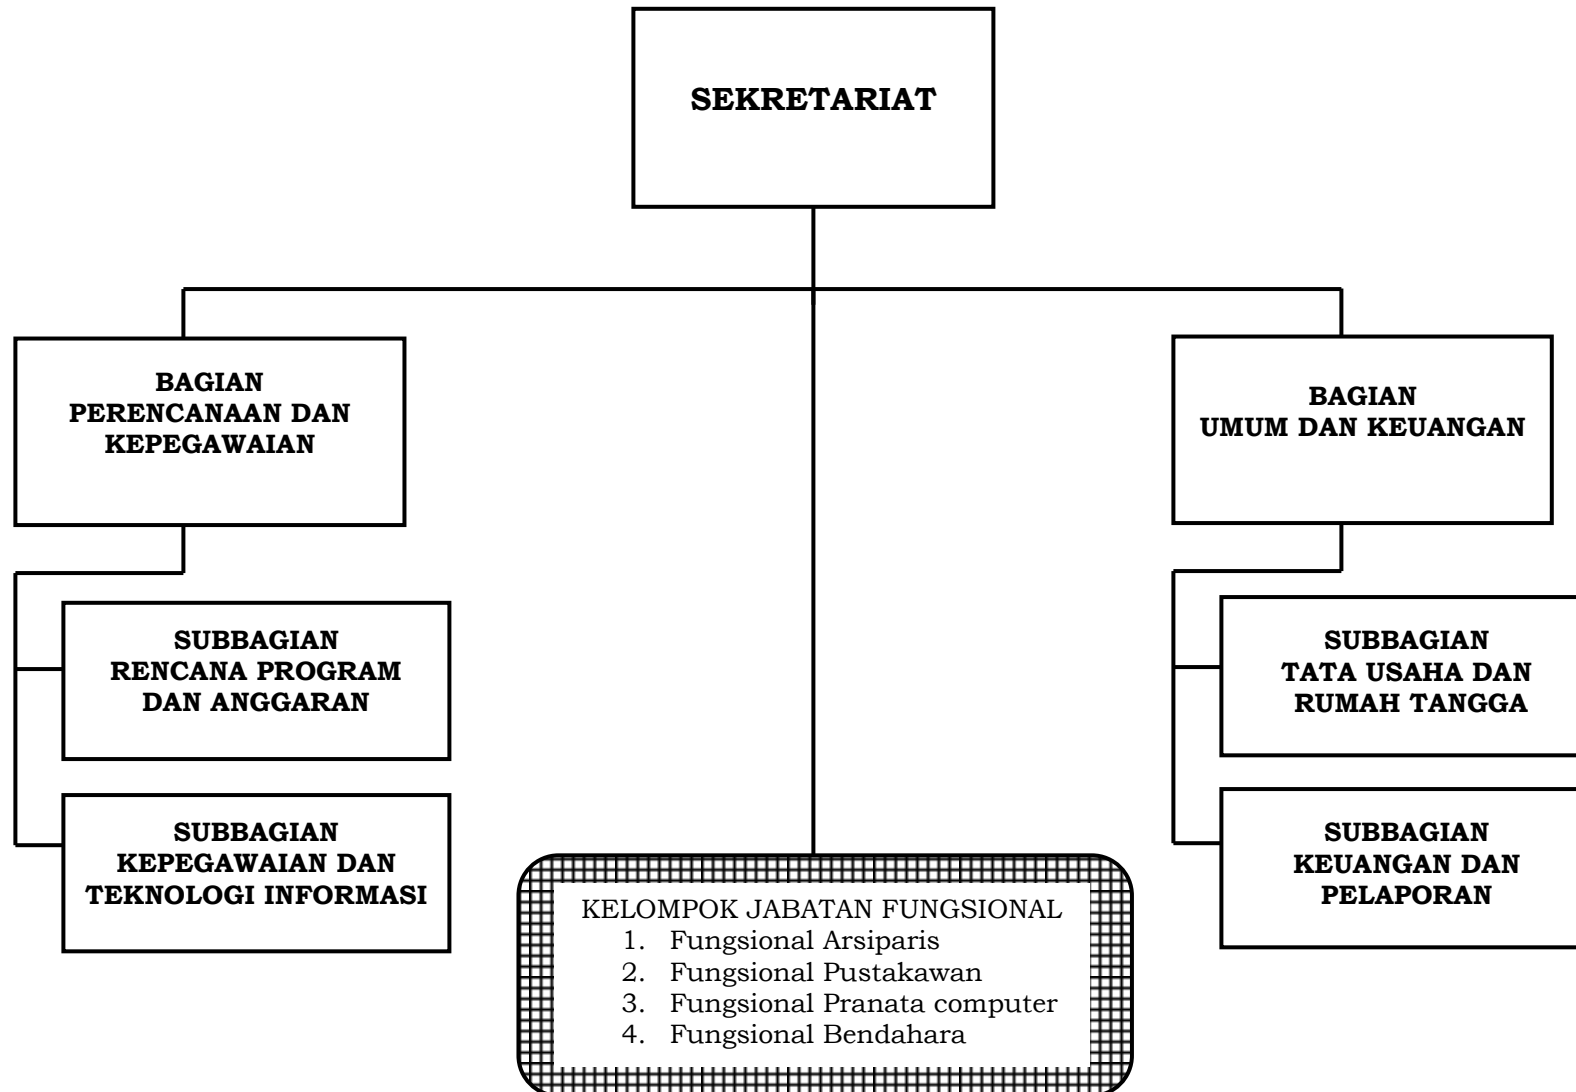 SEKRETARIAT
BAGIAN
PERENCANAAN DAN
KEPEGAWAIAN
BAGIAN
UMUM DAN KEUANGAN
SUBBAGIAN
RENCANA PROGRAM
DAN ANGGARAN
SUBBAGIAN
TATA USAHA DAN
RUMAH TANGGA
SUBBAGIAN
KEPEGAWAIAN DAN
TEKNOLOGI INFORMASI
SUBBAGIAN
KEUANGAN DAN
PELAPORAN
KELOMPOK JABATAN FUNGSIONAL
1. Fungsional Arsiparis
2. Fungsional Pustakawan
3. Fungsional Pranata computer
4. Fungsional Bendahara